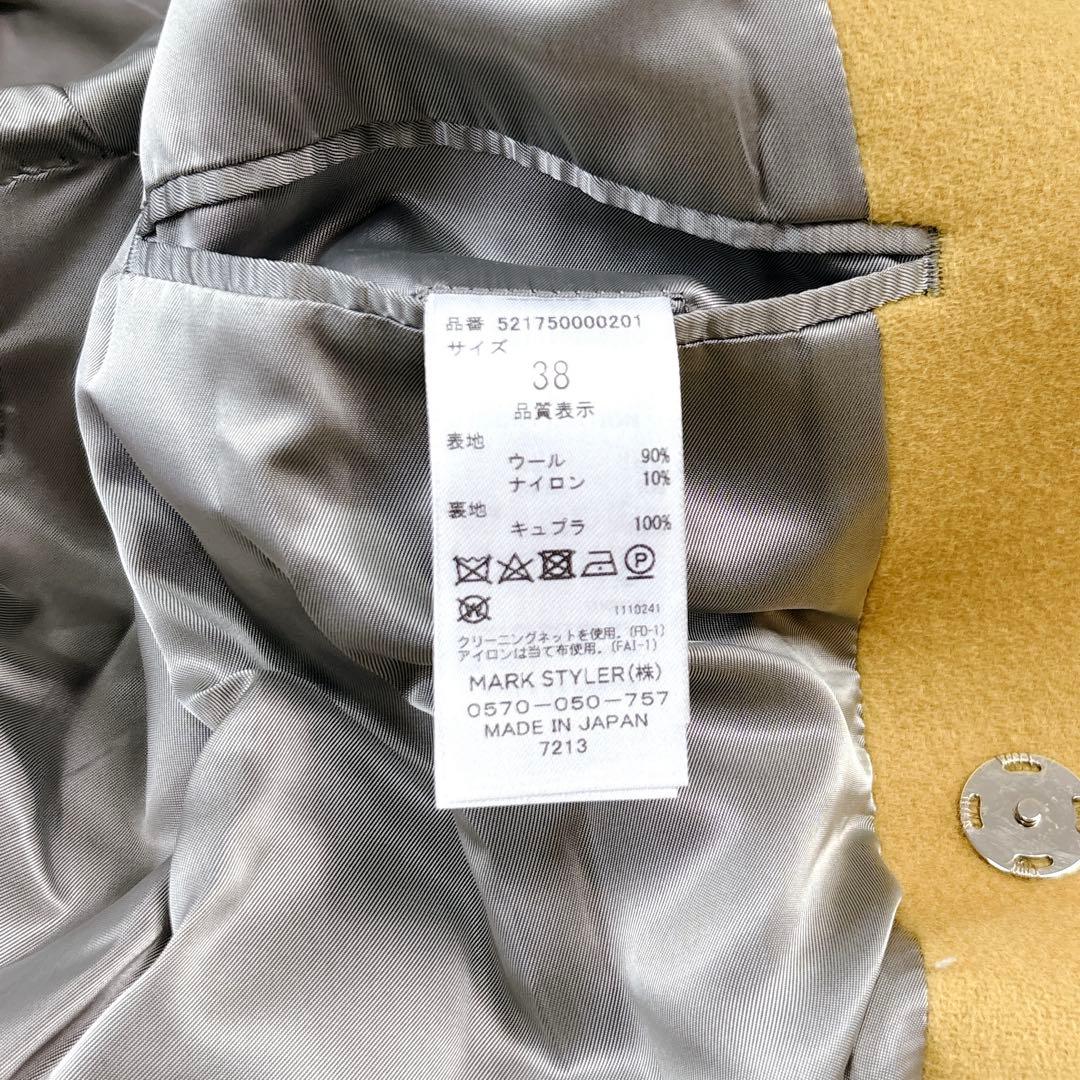 品番 521750000201
サイズ
38
品質表示
表地
ウール 90%
ナイロン 10%
裏地
キュプラ 100%
P
W
1110241
クリーニングネットを使用。(FD-1)
アイロンは当て布使用。(FAI-1)
MARK STYLER(株)
0570-050-757
MADE IN JAPAN
7213